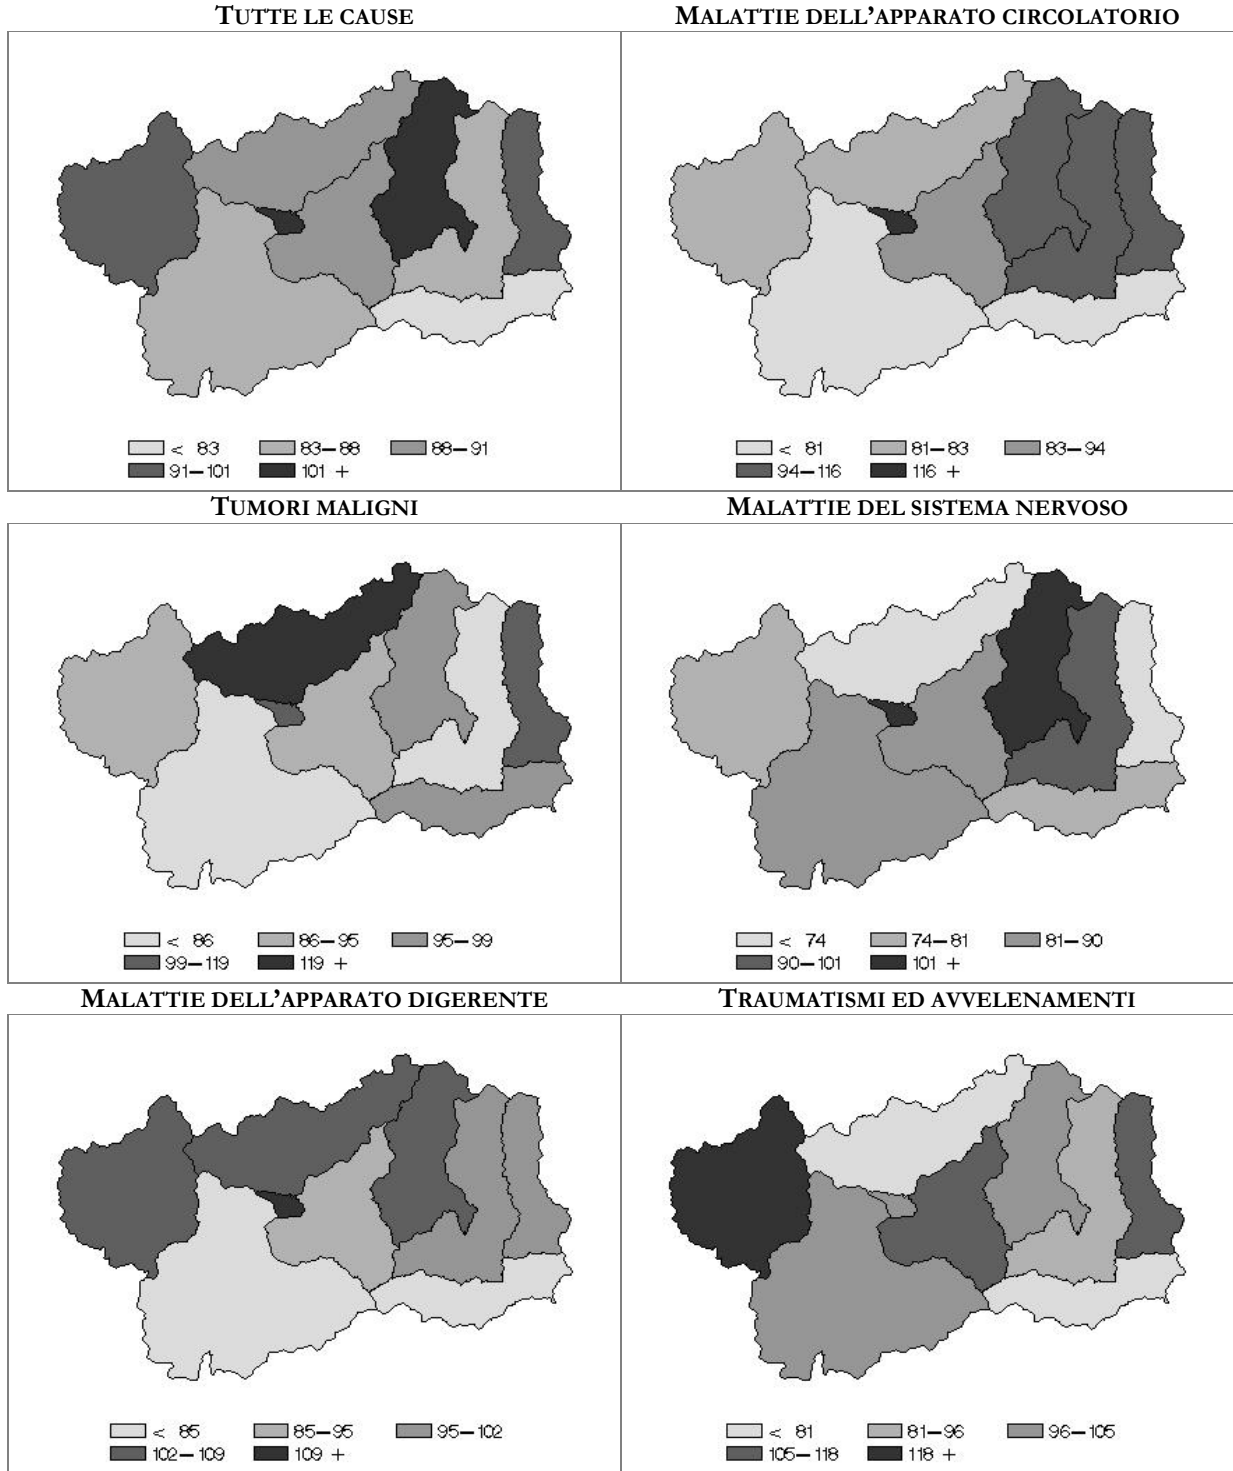 TUTTE LE CAUSE
MALATTIE DELL'APPARATO CIRCOLATORIO
< 83 83–88 88–91
91–101 101 +
< 81 81–83 83–94
94–116 116 +
TUMORI MALIGNI
MALATTIE DEL SISTEMA NERVOSO
< 86 86–95 95–99
99–119 119 +
< 74 74–81 81–90
90–101 101 +
MALATTIE DELL'APPARATO DIGERENTE
TRAUMATISMI ED AVVELENAMENTI
< 85 85–95 95–102
102–109 109 +
< 81 81–96 96–105
105–118 118 +